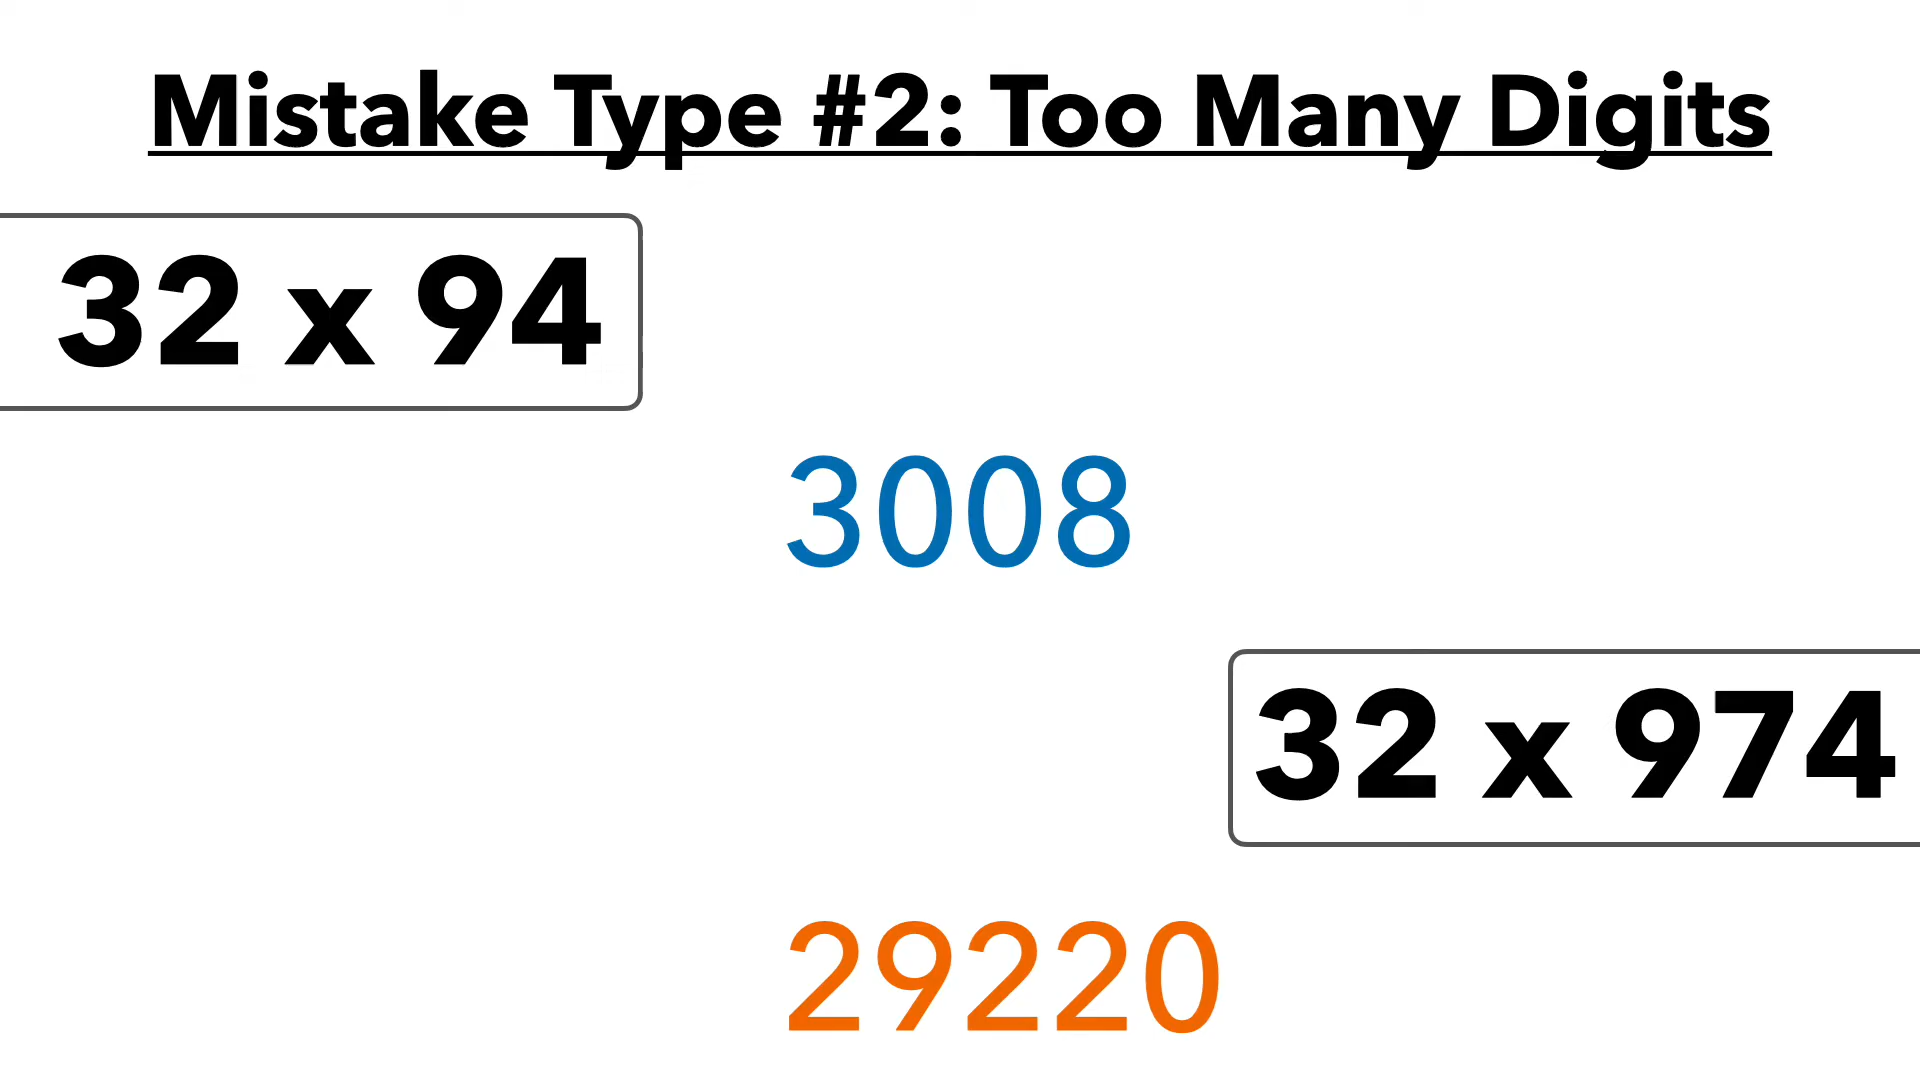 Mistake Type #2: Too Many Digits
32 x 94
3008
32 x 974
29220